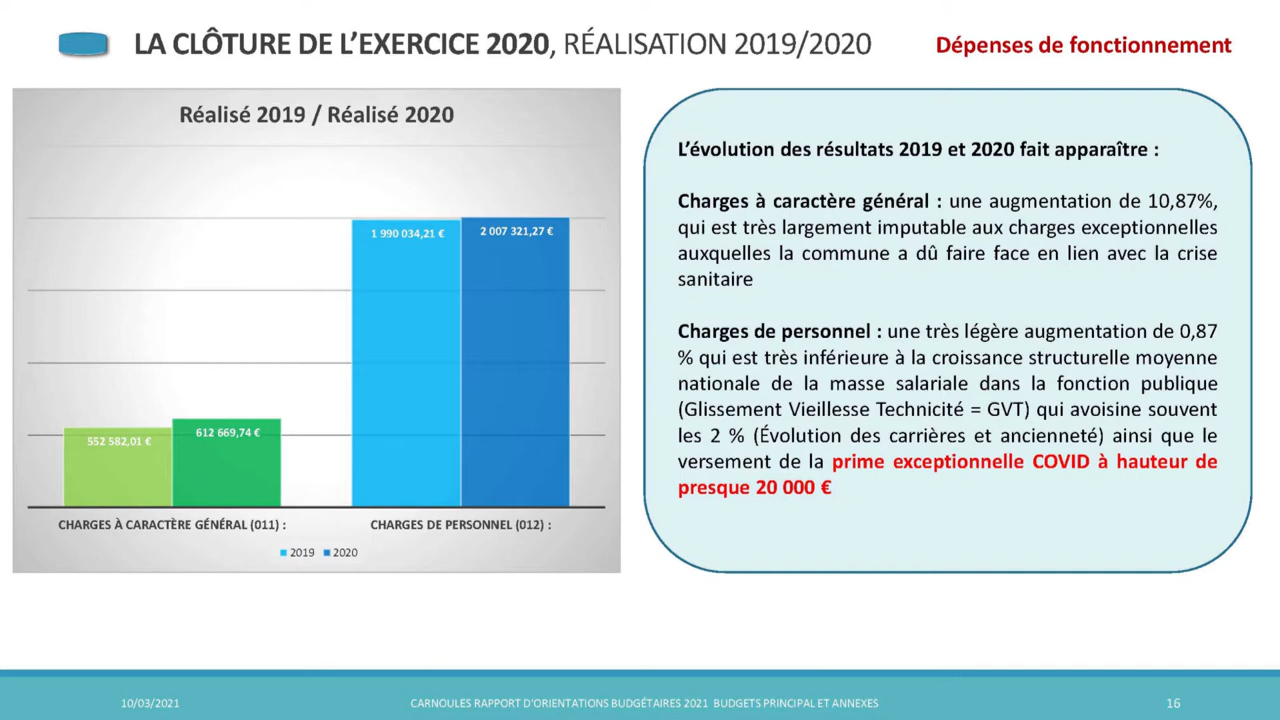 LA CLÔTURE DE L’EXERCICE 2020, RÉALISATION 2019/2020
Dépenses de fonctionnement
Réalisé 2019 / Réalisé 2020
1 990 034,21 €
2 007 321,27 €
552 582,01 €
612 669,74 €
CHARGES À CARACTÈRE GÉNÉRAL (011) :
CHARGES DE PERSONNEL (012) :
2019
2020
L’évolution des résultats 2019 et 2020 fait apparaître :
Charges à caractère général : une augmentation de 10,87%,
qui est très largement imputable aux charges exceptionnelles
auxquelles la commune a dû faire face en lien avec la crise
sanitaire
Charges de personnel : une très légère augmentation de 0,87
% qui est très inférieure à la croissance structurelle moyenne
nationale de la masse salariale dans la fonction publique
(Glissement Vieillesse Technicité = GVT) qui avoisine souvent
les 2 % (Évolution des carrières et ancienneté) ainsi que le
versement de la prime exceptionnelle COVID à hauteur de
presque 20 000 €
10/03/2021
CARNOULES RAPPORT D'ORIENTATIONS BUDGÉTAIRES 2021 BUDGETS PRINCIPAL ET ANNEXES
16